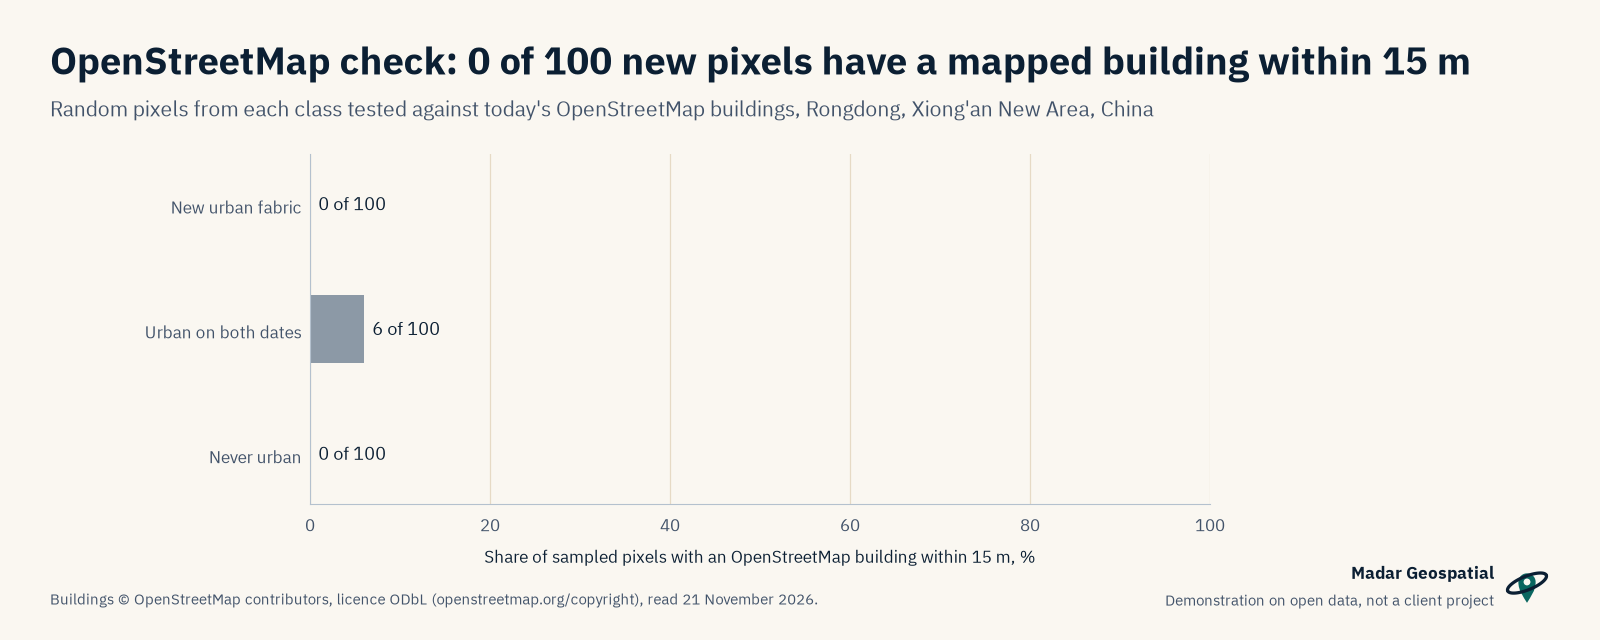 OpenStreetMap check: 0 of 100 new pixels have a mapped building within 15 m
Random pixels from each class tested against today's OpenStreetMap buildings, Rongdong, Xiong'an New Area, China
New urban fabric
0 of 100
Urban on both dates
6 of 100
Never urban
0 of 100
0 20 40 60 80 100
Share of sampled pixels with an OpenStreetMap building within 15 m, %
Madar Geospatial
Buildings © OpenStreetMap contributors, licence ODbL (openstreetmap.org/copyright), read 21 November 2026.
Demonstration on open data, not a client project